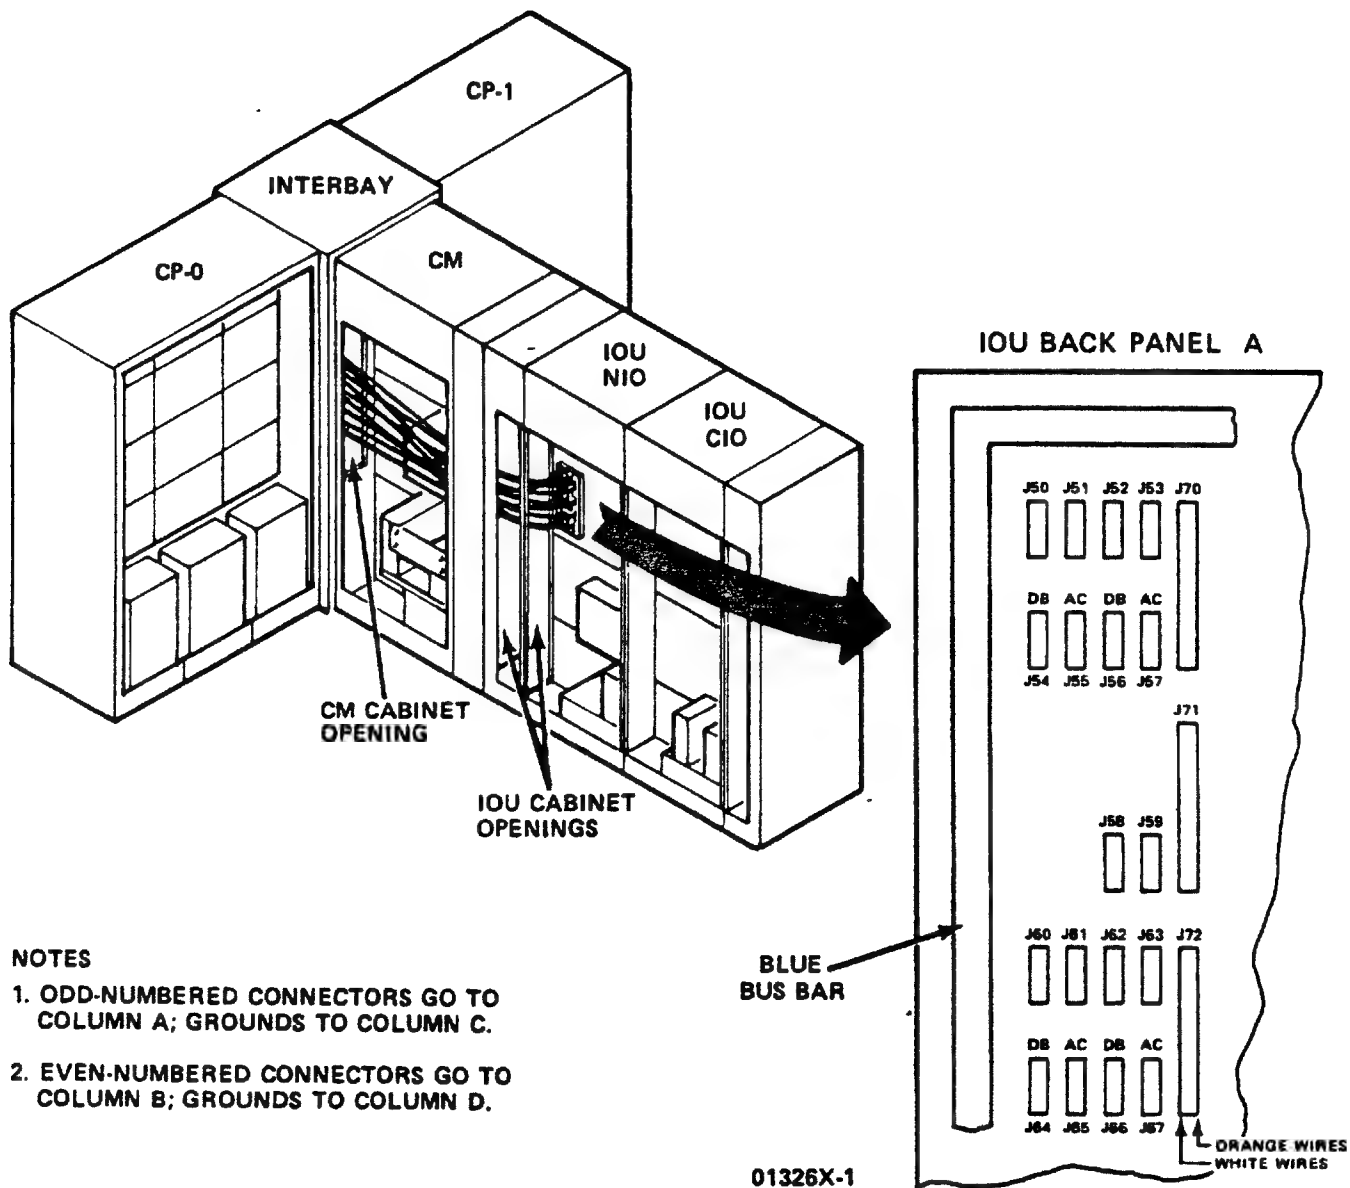 CP-1
INTERBAY
CP-0
CM
IOU
NIO
IOU
CIO
CM CABINET
OPENING
IOU CABINET
OPENINGS
IOU BACK PANEL A
J50 J51 J52 J53 J70
DB AC DB AC
J54 J55 J56 J57
J71
J58 J59
J60 J61 J62 J63 J72
DB AC DB AC
J64 J65 J66 J67
ORANGE WIRES
WHITE WIRES
BLUE
BUS BAR
NOTES
1. ODD-NUMBERED CONNECTORS GO TO
COLUMN A; GROUNDS TO COLUMN C.
2. EVEN-NUMBERED CONNECTORS GO TO
COLUMN B; GROUNDS TO COLUMN D.
01326X-1